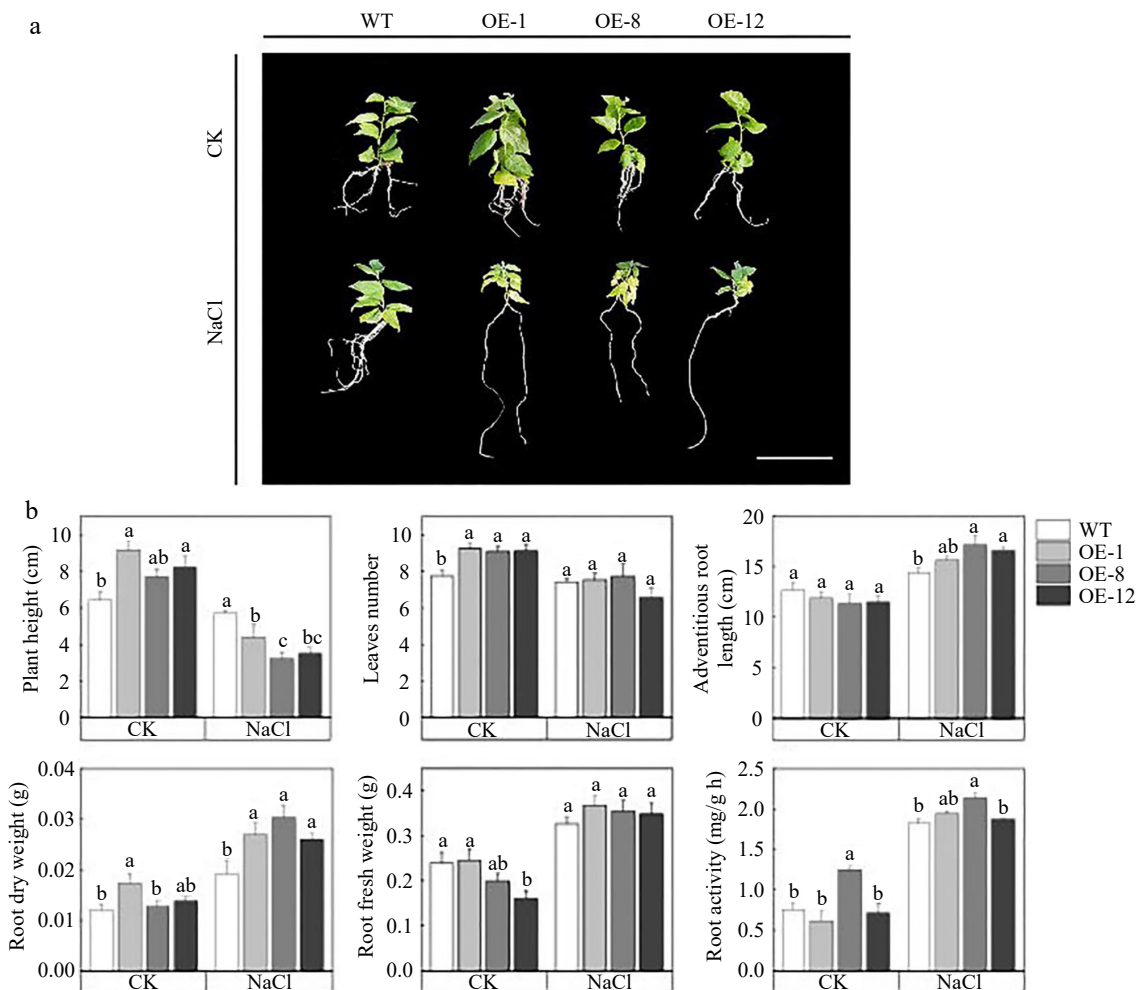 a
WT OE-1 OE-8 OE-12
CK
NaCl
b
Plant height (cm)
10
8
6
4
2
0
b a ab a
a b c bc
CK NaCl
Leaves number
10
8
6
4
2
0
b a a a
a a a a
CK NaCl
Adventitious root
length (cm)
20
15
10
5
0
a a a a
b ab a a
CK NaCl
WT
OE-1
OE-8
OE-12
Root dry weight (g)
0.04
0.03
0.02
0.01
0.00
b a b ab
b a a a
CK NaCl
Root fresh weight (g)
0.4
0.3
0.2
0.1
0.0
a a ab b
a a a a
CK NaCl
Root activity (mg/g h)
2.5
2.0
1.5
1.0
0.5
0.0
b b a b
b ab a b
CK NaCl